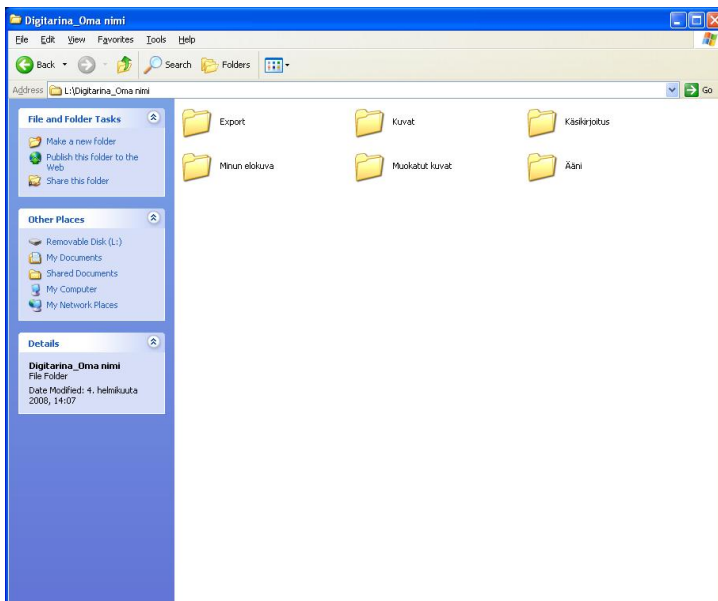 Digitarina_Oma nimi
File Edit View Favorites Tools Help
Back Search Folders
Address L:\Digitarina_Oma nimi Go
File and Folder Tasks
Make a new folder
Publish this folder to the
Web
Share this folder
Other Places
Removable Disk (L:)
My Documents
Shared Documents
My Computer
My Network Places
Details
Digitarina_Oma nimi
File Folder
Date Modified: 4. helmikuuta
2008, 14:07
Export Kuvat Käsikirjoitus
Minun elokuva Muokatut kuvat Ääni